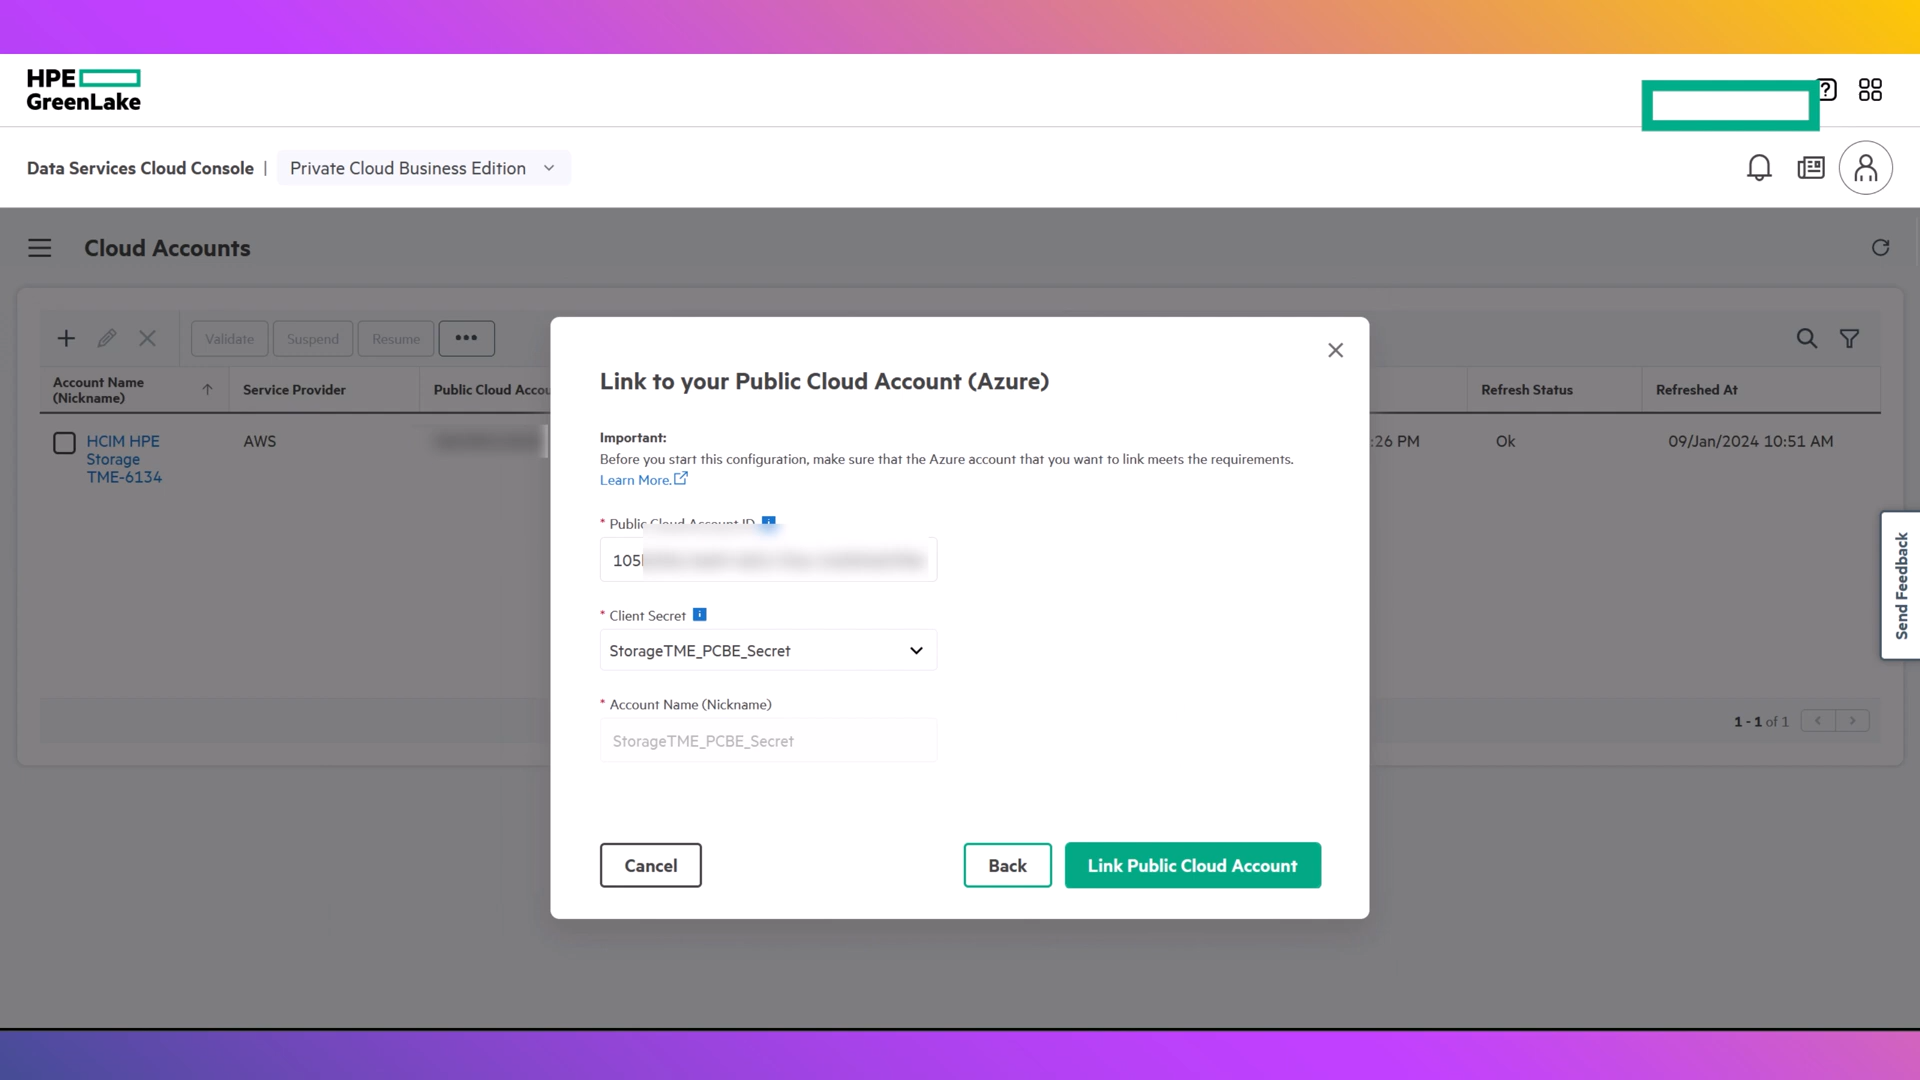 HPE
GreenLake
?
Data Services Cloud Console | Private Cloud Business Edition
Cloud Accounts
Validate Suspend Resume •••
Account Name
(Nickname)
Service Provider
Public Cloud Accou
Refresh Status
Refreshed At
HCIM HPE
Storage
TME-6134
AWS
:26 PM
Ok
09/Jan/2024 10:51 AM
1 - 1 of 1
Link to your Public Cloud Account (Azure)
Important:
Before you start this configuration, make sure that the Azure account that you want to link meets the requirements.
Learn More.
* Public Cloud Account ID
105
* Client Secret
StorageTME_PCBE_Secret
* Account Name (Nickname)
StorageTME_PCBE_Secret
Cancel
Back
Link Public Cloud Account
Send Feedback